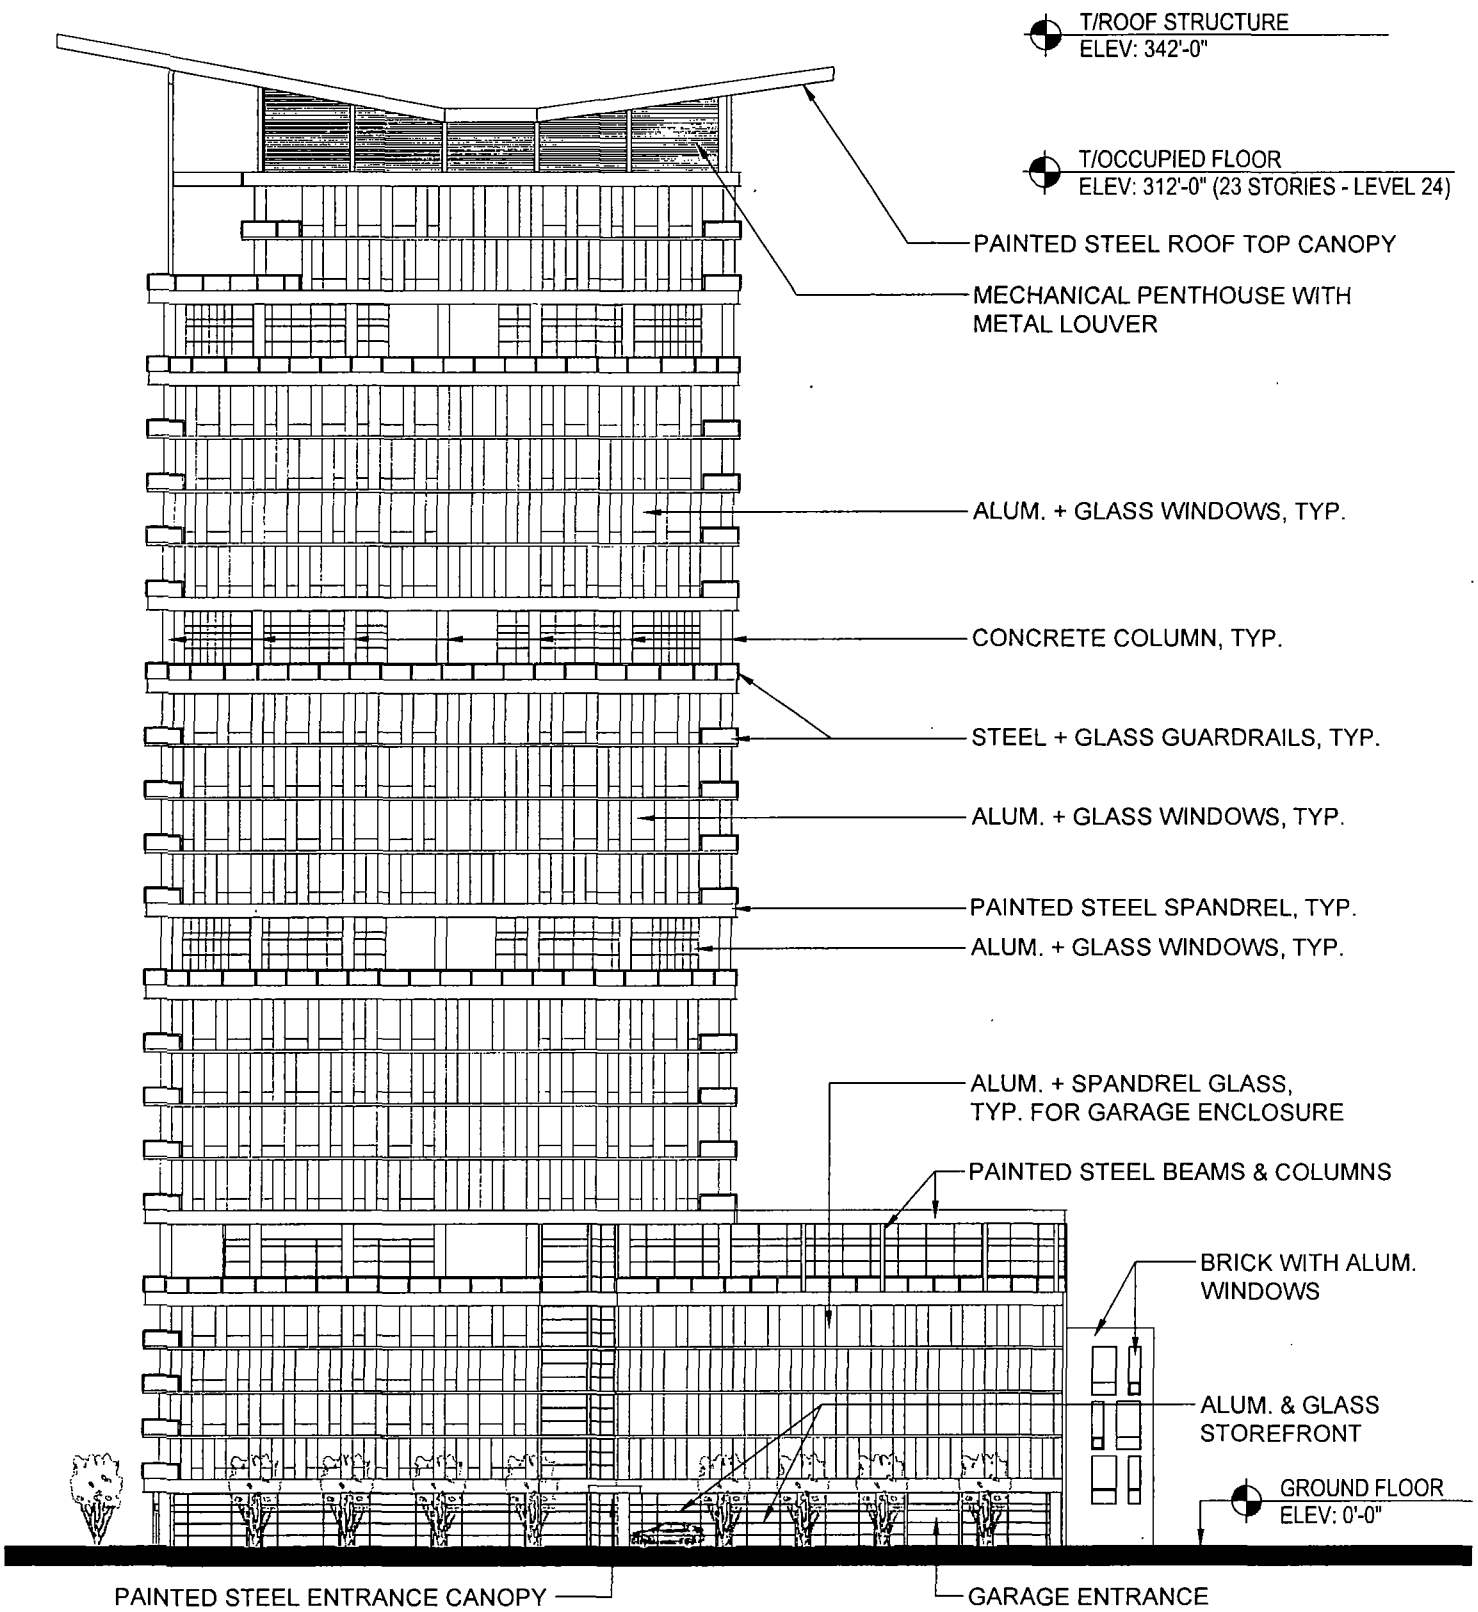 T/ROOF STRUCTURE
ELEV: 342'-0"
T/OCCUPIED FLOOR
ELEV: 312'-0" (23 STORIES - LEVEL 24)
PAINTED STEEL ROOF TOP CANOPY
MECHANICAL PENTHOUSE WITH
METAL LOUVER
ALUM. + GLASS WINDOWS, TYP.
CONCRETE COLUMN, TYP.
STEEL + GLASS GUARDRAILS, TYP.
ALUM. + GLASS WINDOWS, TYP.
PAINTED STEEL SPANDREL, TYP.
ALUM. + GLASS WINDOWS, TYP.
ALUM. + SPANDREL GLASS,
TYP. FOR GARAGE ENCLOSURE
PAINTED STEEL BEAMS & COLUMNS
BRICK WITH ALUM.
WINDOWS
ALUM. & GLASS
STOREFRONT
GROUND FLOOR
ELEV: 0'-0"
PAINTED STEEL ENTRANCE CANOPY
GARAGE ENTRANCE